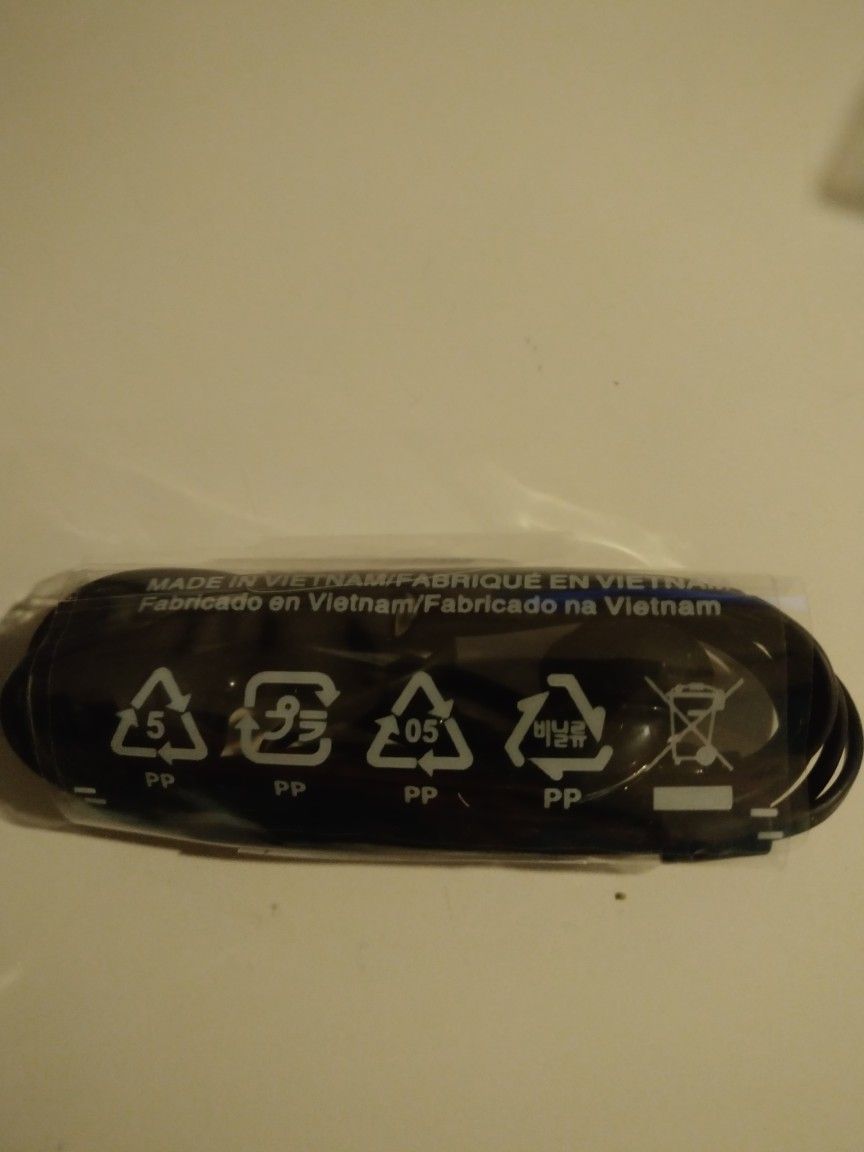 MADE IN VIETNAM/FABRIQUÉ EN VIETNAM
Fabricado en Vietnam/Fabricado na Vietnam
5 プラ 05 비닐류
PP PP PP PP